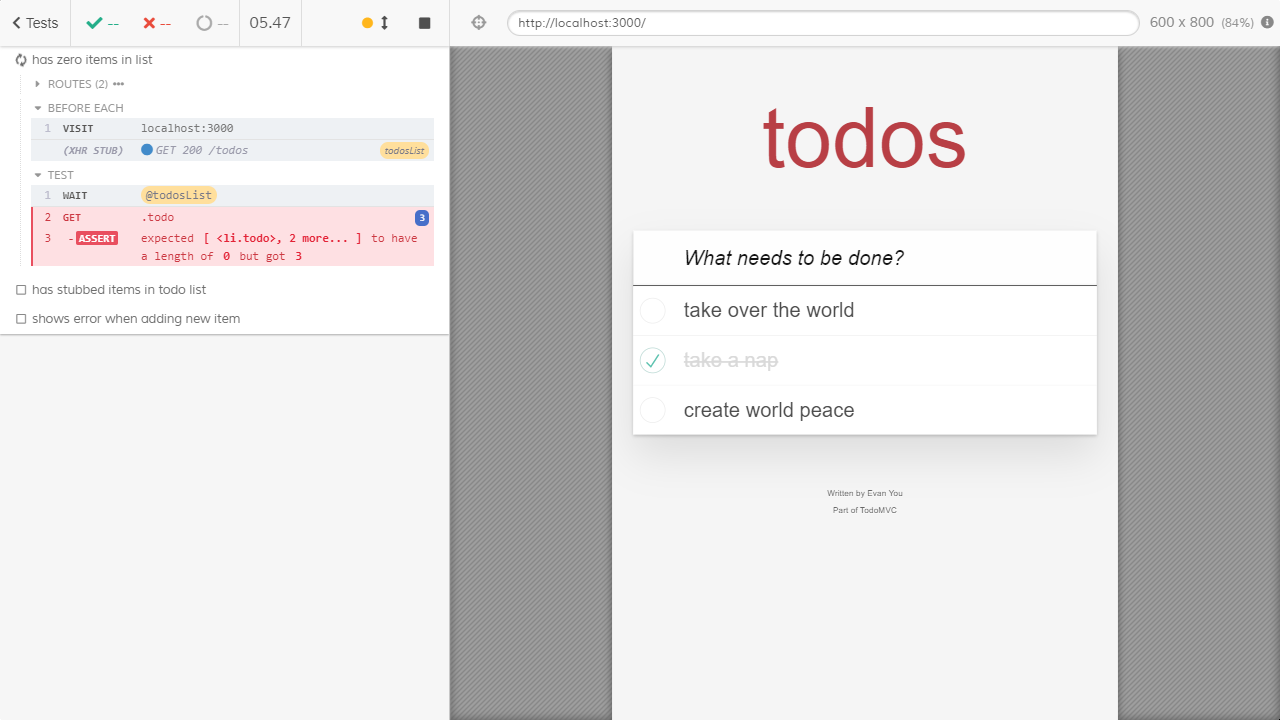 Tests -- -- -- 05.47
http://localhost:3000/ 600 x 800 (84%)
has zero items in list
ROUTES (2)
BEFORE EACH
1 VISIT localhost:3000
(XHR STUB) GET 200 /todos todosList
TEST
1 WAIT @todosList
2 GET .todo 3
3 -ASSERT expected [ <li.todo>, 2 more... ] to have
a length of 0 but got 3
has stubbed items in todo list
shows error when adding new item
todos
What needs to be done?
take over the world
take a nap
create world peace
Written by Evan You
Part of TodoMVC